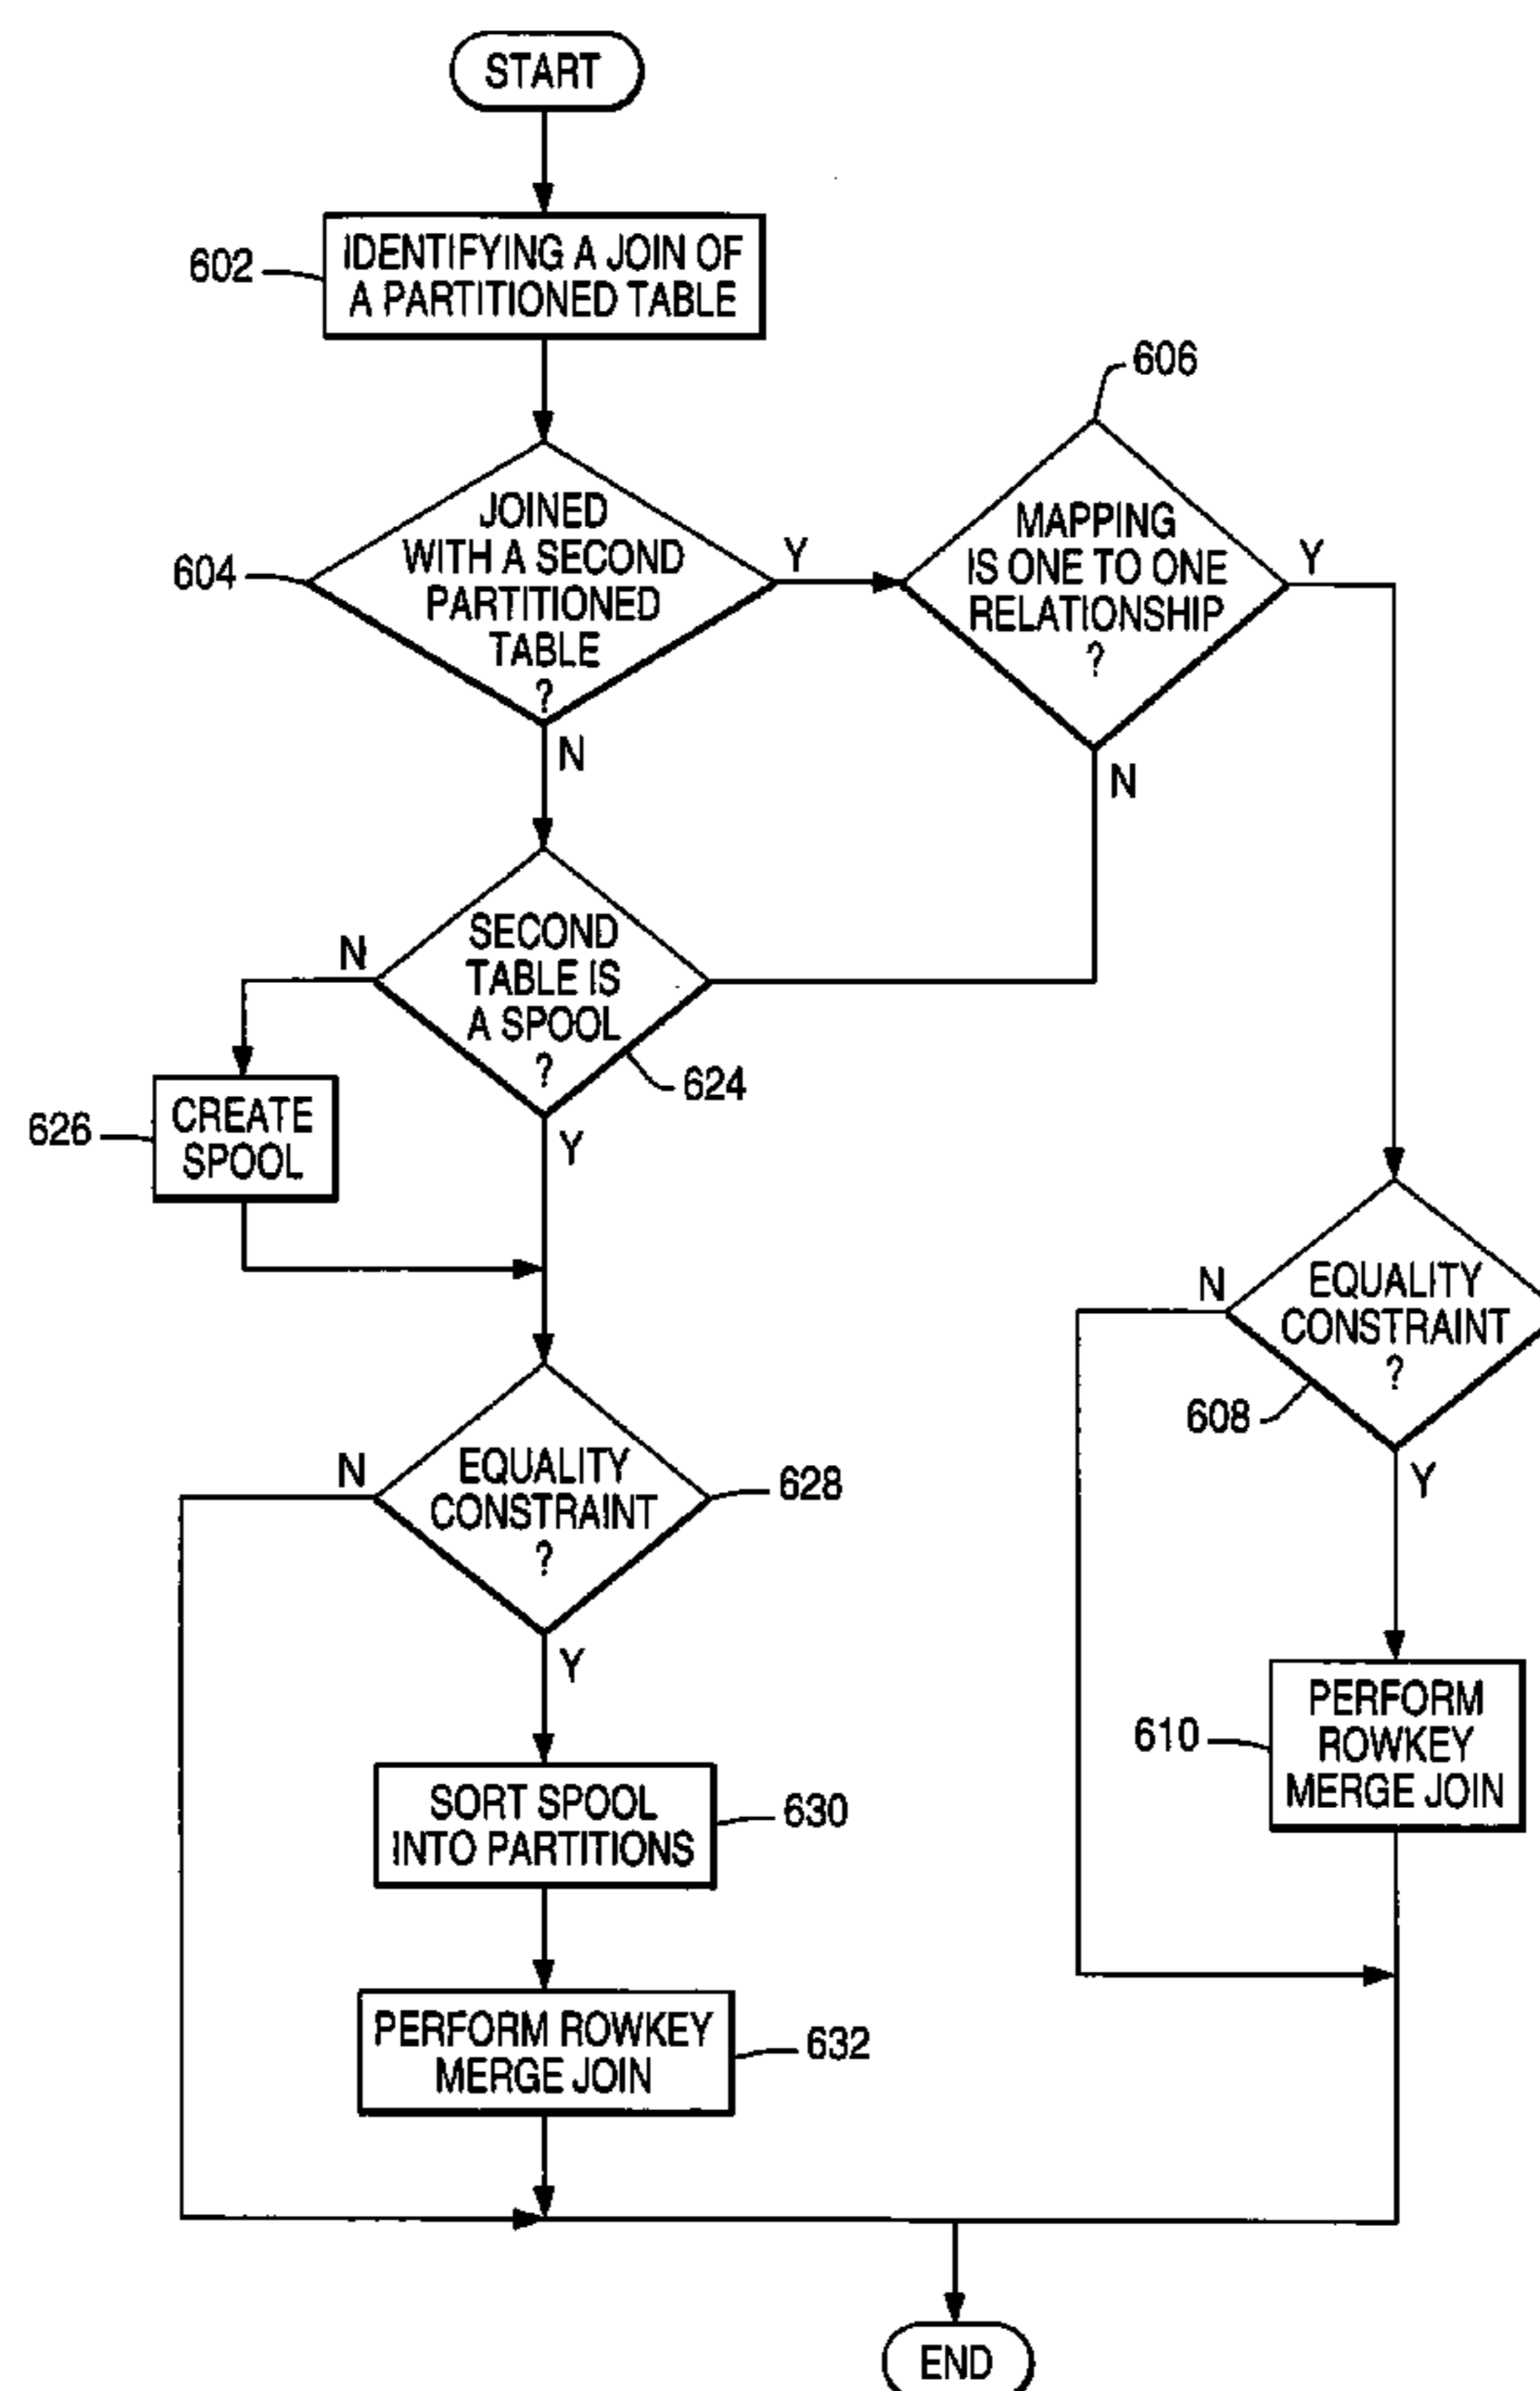 START
602
IDENTIFYING A JOIN OF
A PARTITIONED TABLE
606
604
JOINED
WITH A SECOND
PARTITIONED
TABLE
?
Y
N
MAPPING
IS ONE TO ONE
RELATIONSHIP
?
Y
N
SECOND
TABLE IS
A SPOOL
?
N
624
Y
626
CREATE
SPOOL
EQUALITY
CONSTRAINT
?
N
608
Y
EQUALITY
CONSTRAINT
?
N
628
Y
610
PERFORM
ROWKEY
MERGE JOIN
SORT SPOOL
INTO PARTITIONS
630
PERFORM ROWKEY
MERGE JOIN
632
END